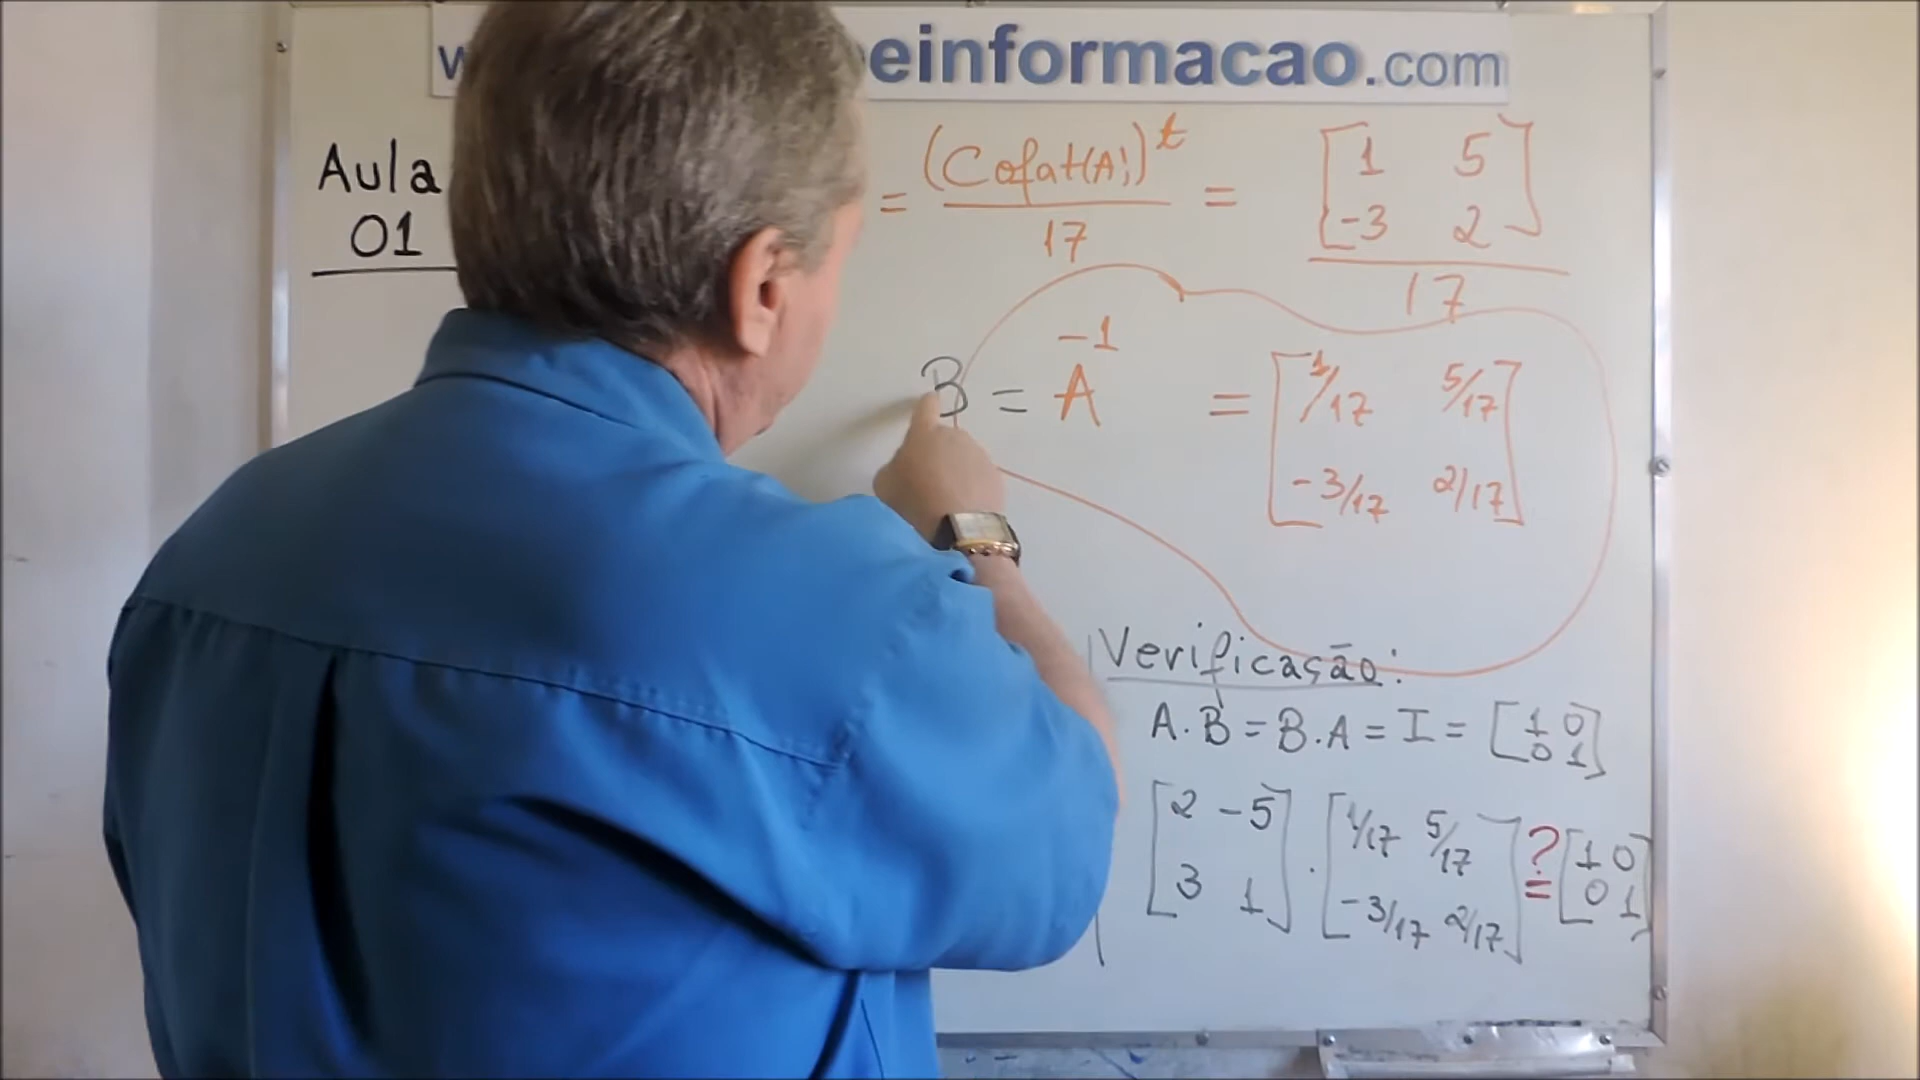 einformacao.com
Aula
01
= (Cofat(A))^t / 17 = [1 5; -3 2] / 17
B = A^-1 = [1/17 5/17; -3/17 2/17]
Verificação:
A.B = B.A = I = [1 0; 0 1]
[2 -5; 3 1] . [1/17 5/17; -3/17 2/17] ?= [1 0; 0 1]